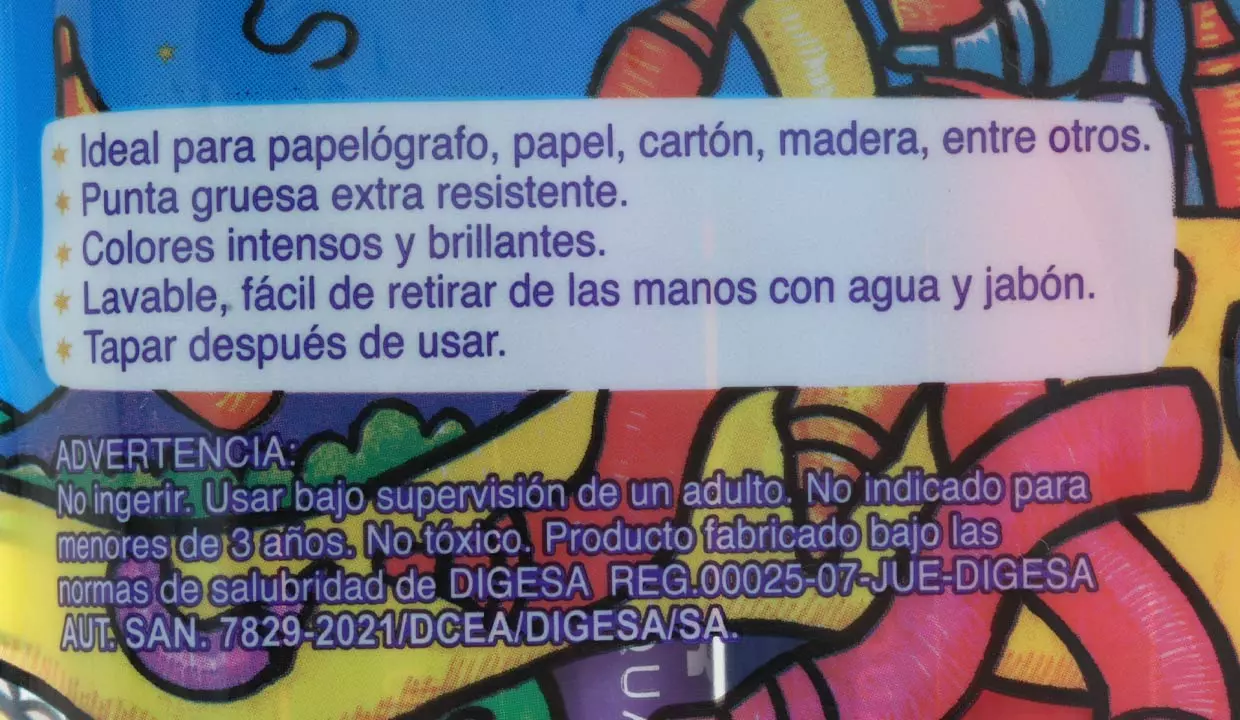 Ideal para papelógrafo, papel, cartón, madera, entre otros.
Punta gruesa extra resistente.
Colores intensos y brillantes.
Lavable, fácil de retirar de las manos con agua y jabón.
Tapar después de usar.
ADVERTENCIA:
No ingerir. Usar bajo supervisión de un adulto. No indicado para
menores de 3 años. No tóxico. Producto fabricado bajo las
normas de salubridad de DIGESA REG.00025-07-JUE-DIGESA
AUT. SAN. 7829-2021/DCEA/DIGESA/SA.